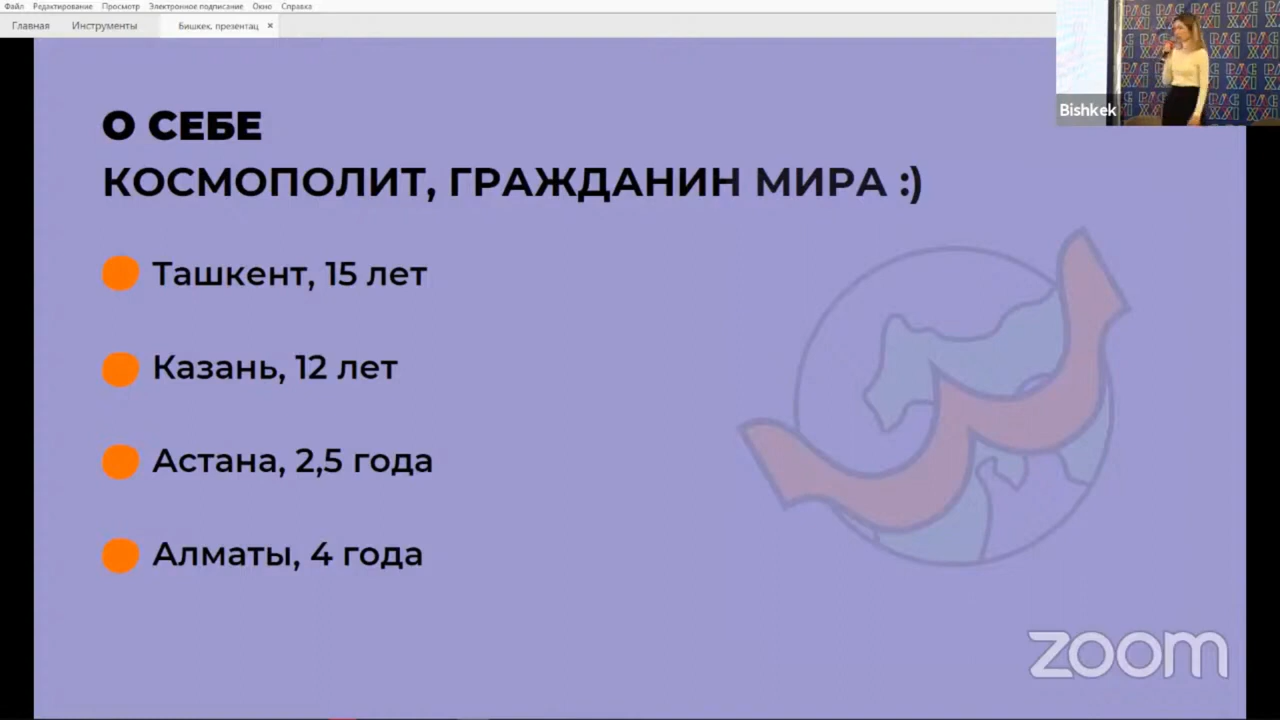 Файл Редактирование Просмотр Электронное подписание Окно Справка
Главная Инструменты Бишкек, презентац ×
Bishkek
О СЕБЕ
КОСМОПОЛИТ, ГРАЖДАНИН МИРА :)
Ташкент, 15 лет
Казань, 12 лет
Астана, 2,5 года
Алматы, 4 года
zoom